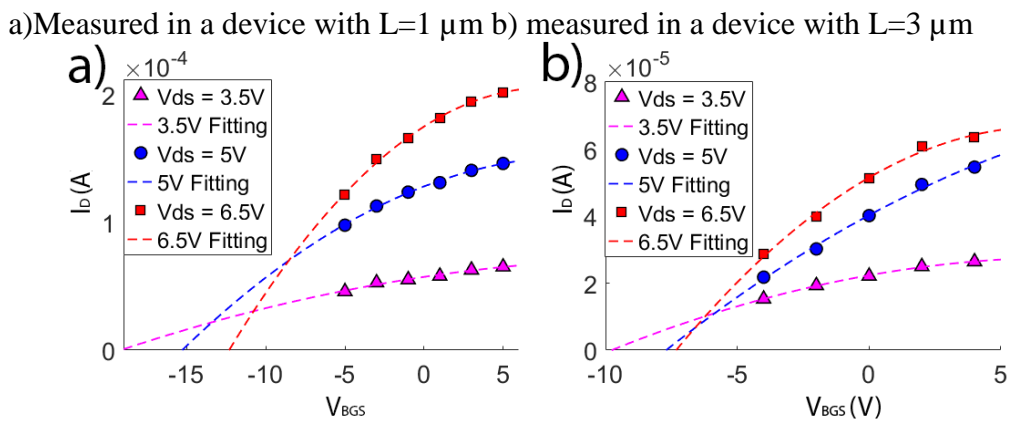 a)Measured in a device with L=1 µm b) measured in a device with L=3 µm
a)
×10⁻⁴
2
1
0
I_D (A
Vds = 3.5V
3.5V Fitting
Vds = 5V
5V Fitting
Vds = 6.5V
6.5V Fitting
-15 -10 -5 0 5
V_BGS
b)
×10⁻⁵
8
6
4
2
0
I_D (A)
Vds = 3.5V
3.5V Fitting
Vds = 5V
5V Fitting
Vds = 6.5V
6.5V Fitting
-10 -5 0 5
V_BGS (V)